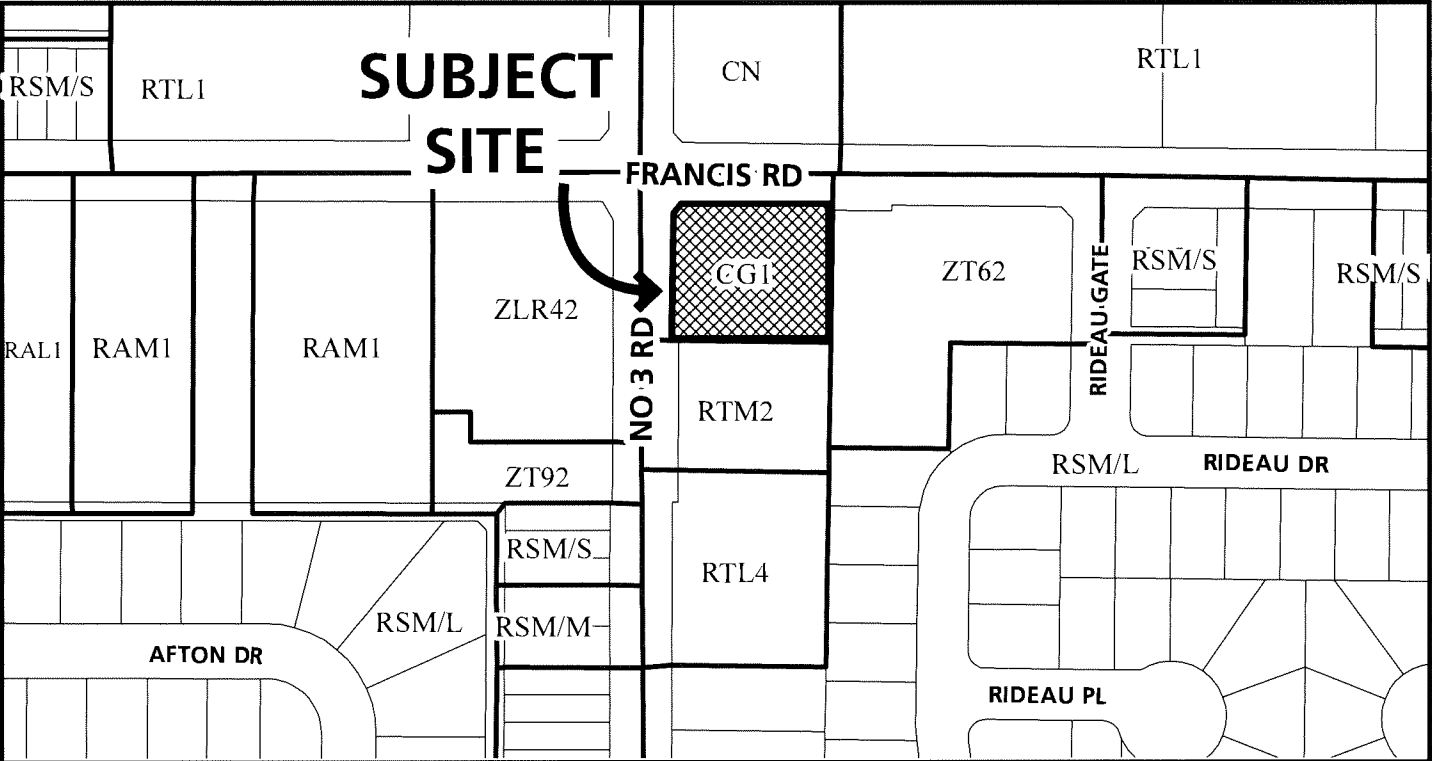 SUBJECT
SITE
CN
RTL1
RSM/S
RTL1
FRANCIS RD
CG1
ZT62
RSM/S
RSM/S
RIDEAU GATE
ZLR42
RAL1
RAM1
RAM1
NO 3 RD
RTM2
ZT92
RSM/L
RIDEAU DR
RSM/S
RTL4
RSM/L
RSM/M
AFTON DR
RIDEAU PL